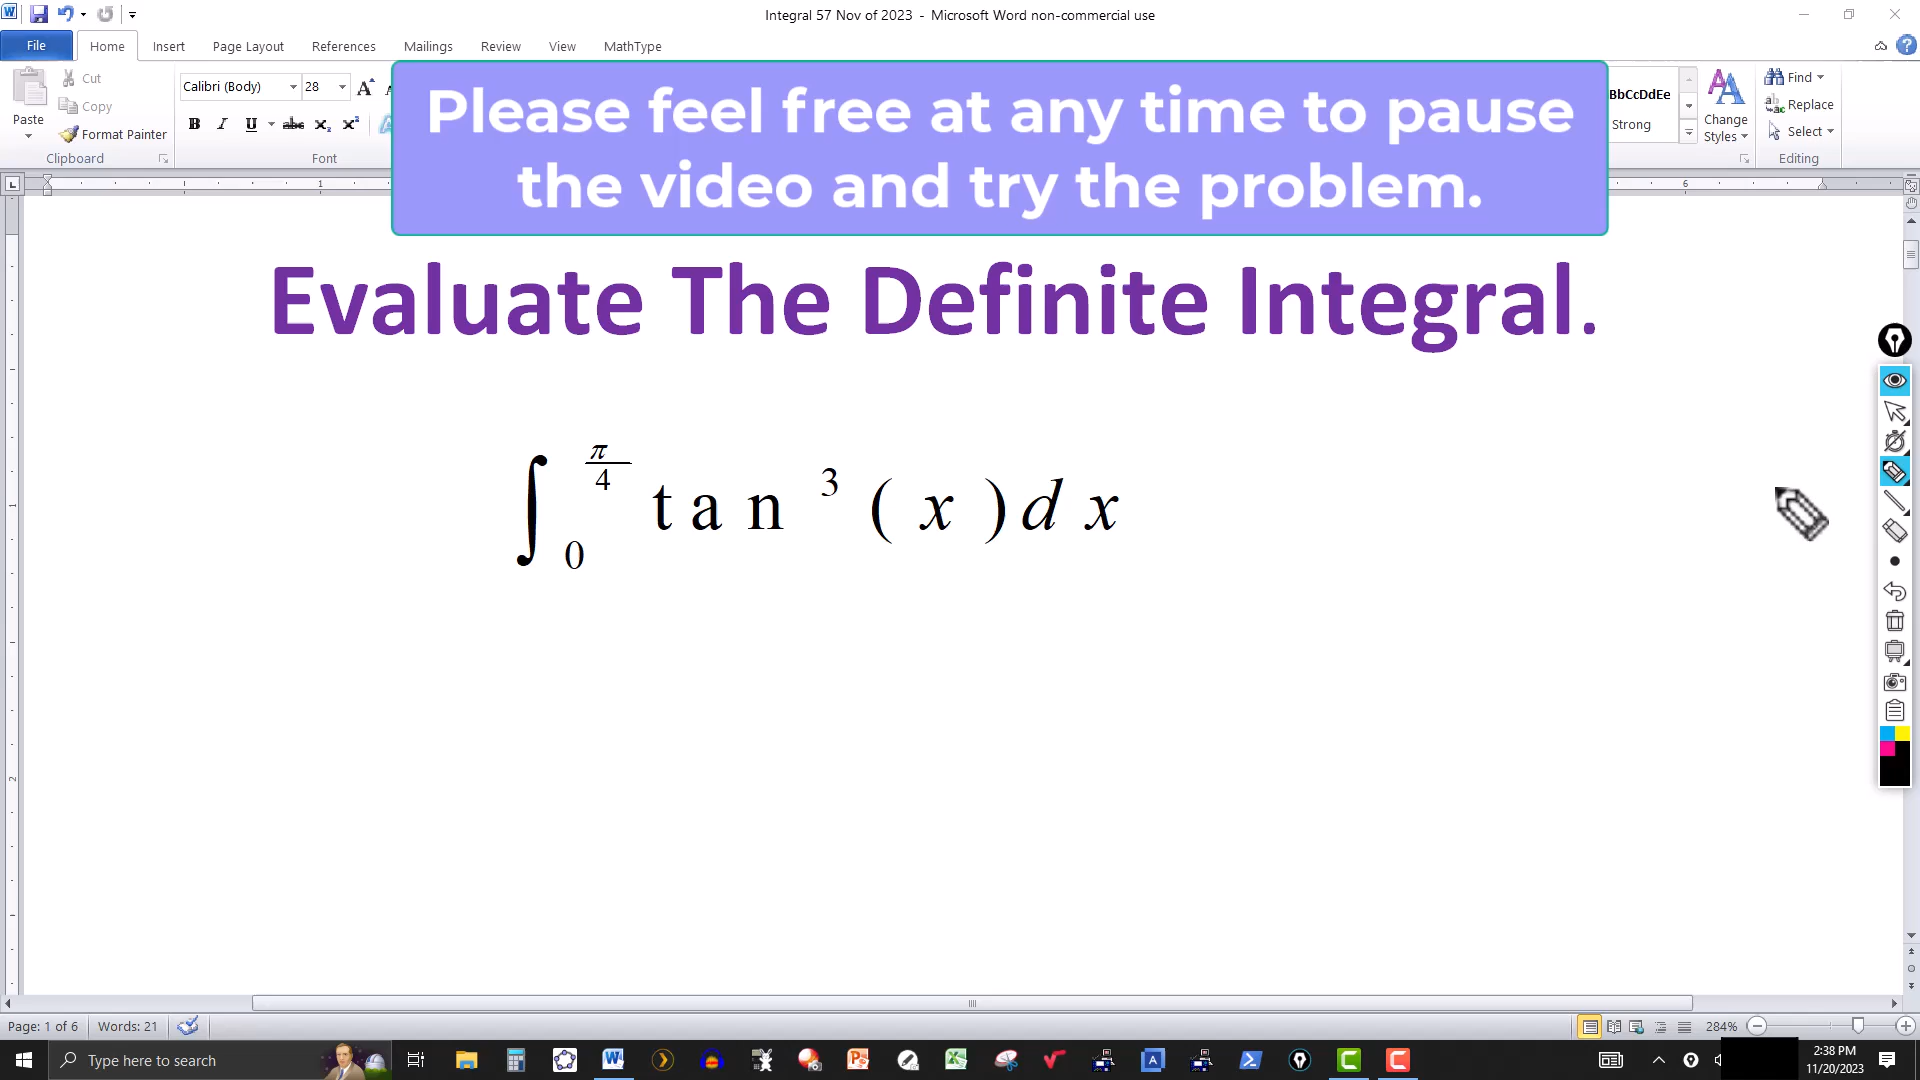 Integral 57 Nov of 2023 - Microsoft Word non-commercial use
File Home Insert Page Layout References Mailings Review View MathType
Paste
Cut
Copy
Format Painter
Clipboard
Calibri (Body) 28
Font
Please feel free at any time to pause
the video and try the problem.
BbCcDdEe
Strong
Change
Styles
Find
Replace
Select
Editing
1 6
Evaluate The Definite Integral.
∫₀^(π/4) tan³(x)dx
1
2
Page: 1 of 6 Words: 21 284%
Type here to search
2:38 PM
11/20/2023